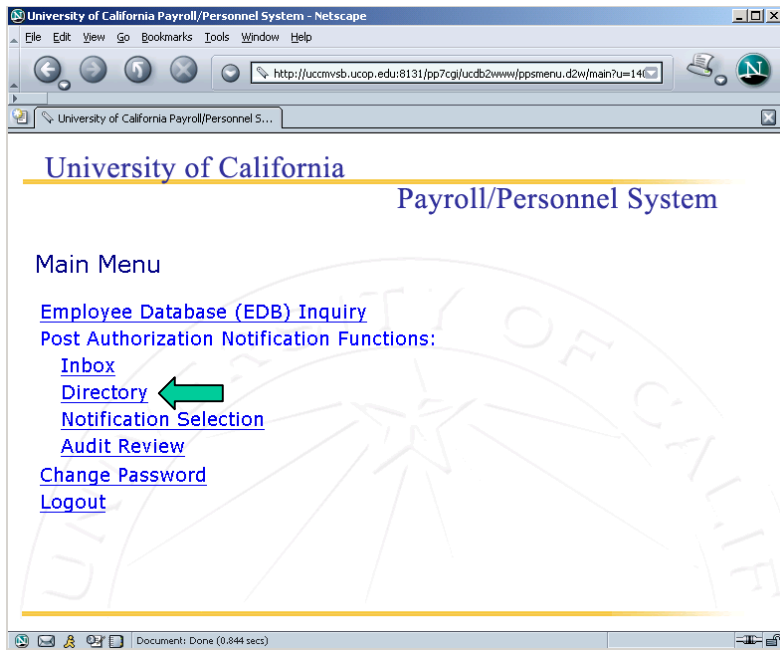 University of California Payroll/Personnel System - Netscape
File Edit View Go Bookmarks Tools Window Help
http://uccmvsb.ucop.edu:8131/pp7cgi/ucdb2www/ppsmenu.d2w/main?u=140
University of California Payroll/Personnel S...
University of California
Payroll/Personnel System
Main Menu
Employee Database (EDB) Inquiry
Post Authorization Notification Functions:
Inbox
Directory
Notification Selection
Audit Review
Change Password
Logout
Document: Done (0.844 secs)